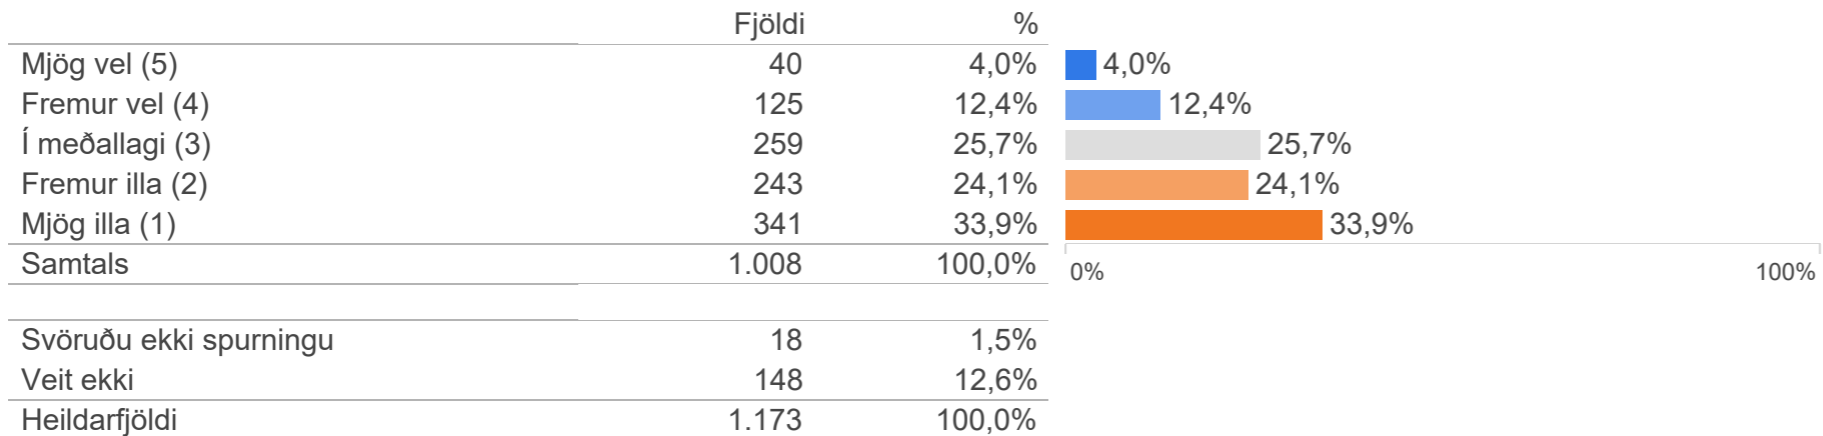 Fjöldi %
Mjög vel (5) 40 4,0% 4,0%
Fremur vel (4) 125 12,4% 12,4%
Í meðallagi (3) 259 25,7% 25,7%
Fremur illa (2) 243 24,1% 24,1%
Mjög illa (1) 341 33,9% 33,9%
Samtals 1.008 100,0% 0% 100%
Svöruðu ekki spurningu 18 1,5%
Veit ekki 148 12,6%
Heildarfjöldi 1.173 100,0%